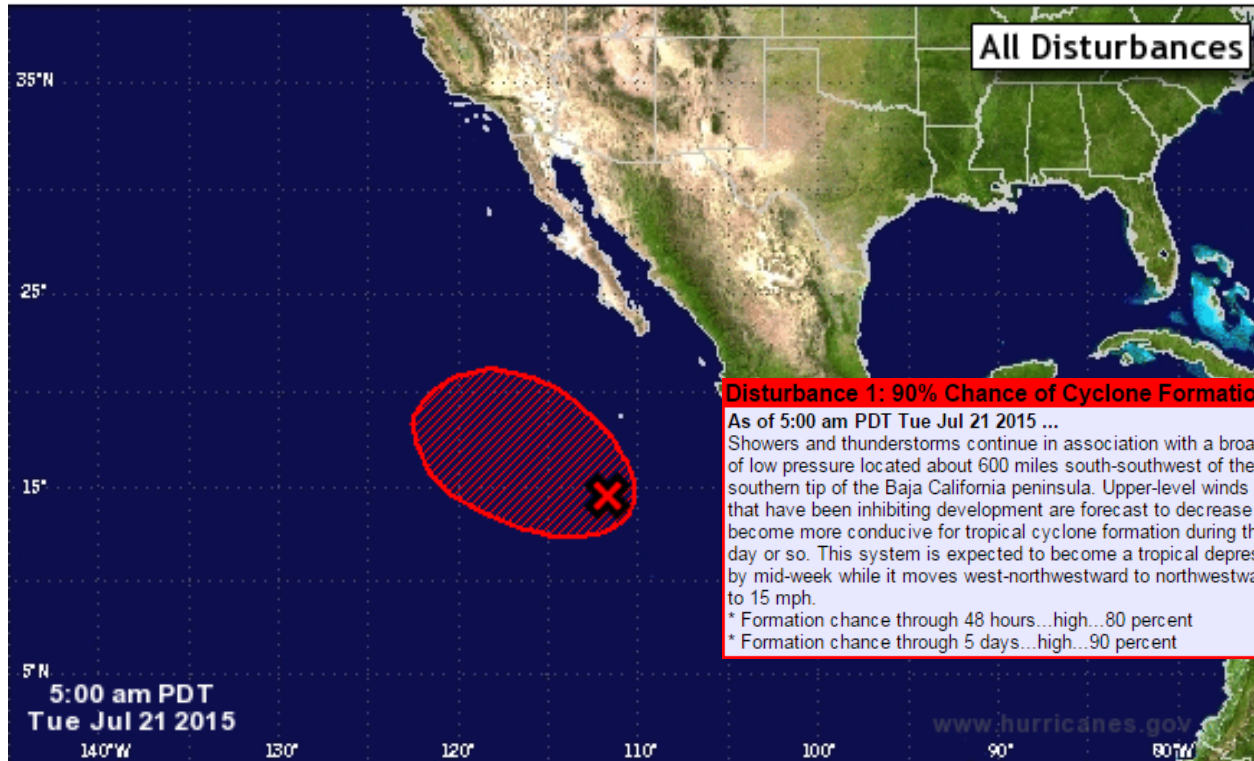 All Disturbances
35°N
25°
Disturbance 1: 90% Chance of Cyclone Formatio
As of 5:00 am PDT Tue Jul 21 2015 ...
Showers and thunderstorms continue in association with a broa
of low pressure located about 600 miles south-southwest of the
southern tip of the Baja California peninsula. Upper-level winds
15°
that have been inhibiting development are forecast to decrease
become more conducive for tropical cyclone formation during th
day or so. This system is expected to become a tropical depres
by mid-week while it moves west-northwestward to northwestwa
to 15 mph.
* Formation chance through 48 hours...high...80 percent
* Formation chance through 5 days...high...90 percent
5°N
5:00 am PDT
Tue Jul 21 2015
www.hurricanes.gov
140°W 130° 120° 110° 100° 90° 80°W